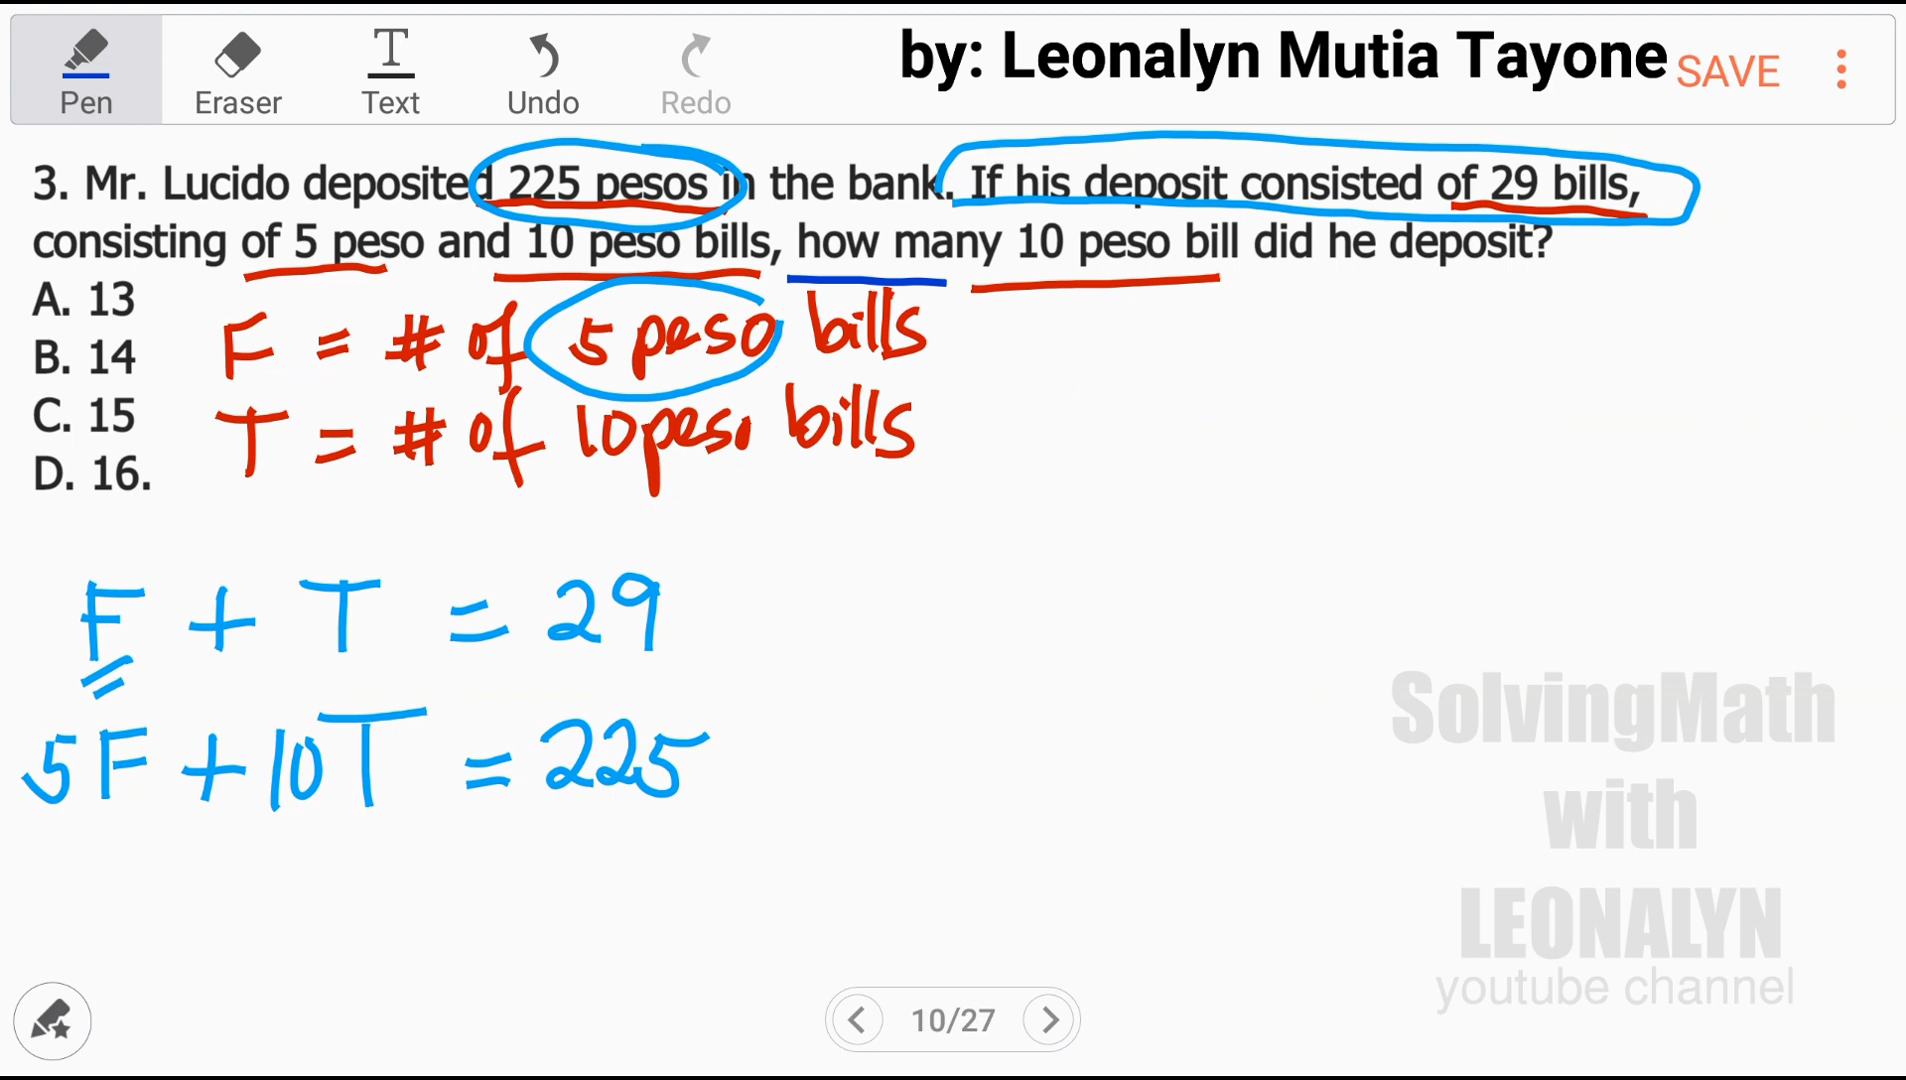 Pen
Eraser
Text
Undo
Redo
by: Leonalyn Mutia Tayone
SAVE
3. Mr. Lucido deposited 225 pesos in the bank. If his deposit consisted of 29 bills,
consisting of 5 peso and 10 peso bills, how many 10 peso bill did he deposit?
A. 13
B. 14
C. 15
D. 16.
F = # of 5 peso bills
T = # of 10 peso bills
F + T = 29
5F + 10T = 225
SolvingMath
with
LEONALYN
youtube channel
10/27